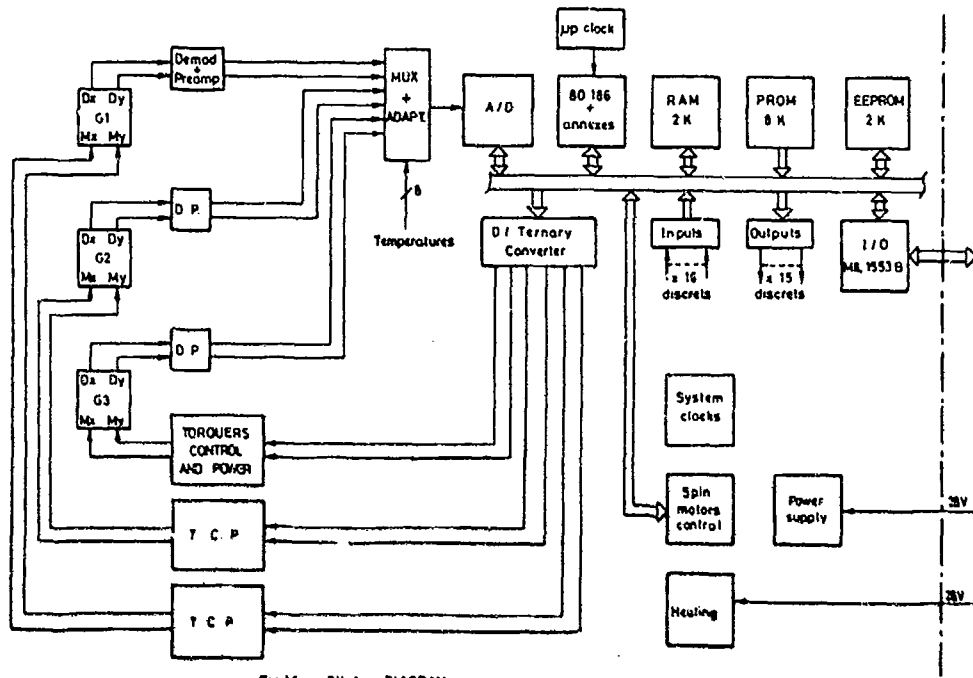 µp clock
Demod
+
Preamp
MUX
+
ADAPT.
A/D
80 186
+
annexes
RAM
2 K
PROM
8 K
EEPROM
2 K
Dx Dy
G1
Mx My
8
Temperatures
D P.
Dx Dy
G2
Mx My
D/ Ternary
Converter
Inputs
x 16
discrets
Outputs
x 15
discrets
I/O
MIL 1553 B
D P
Dx Dy
G3
Mx My
TORQUERS
CONTROL
AND POWER
System
clocks
T C P
Spin
motors
control
Power
supply
28V
T C P
Heating
28V
DIAGRAM